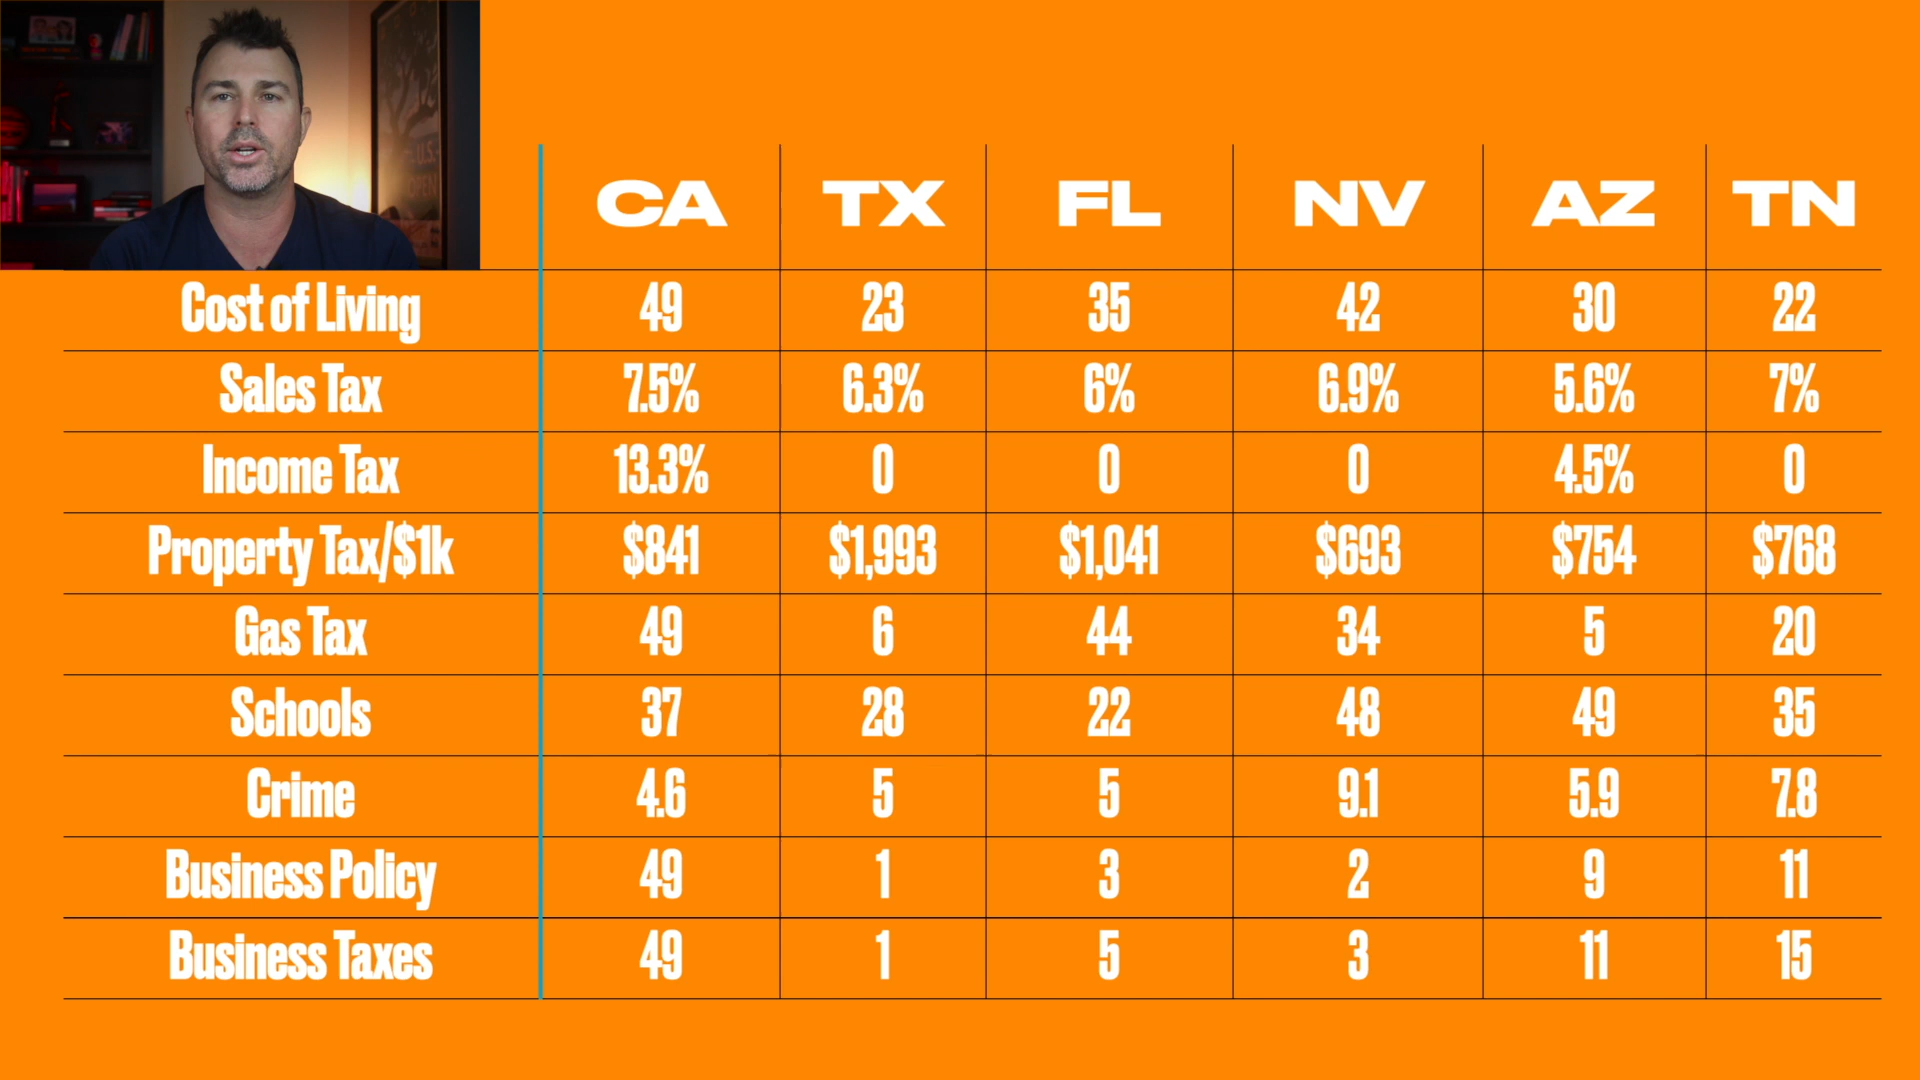 U.S.
OPEN
CA TX FL NV AZ TN
Cost of Living 49 23 35 42 30 22
Sales Tax 7.5% 6.3% 6% 6.9% 5.6% 7%
Income Tax 13.3% 0 0 0 4.5% 0
Property Tax/$1k $841 $1,993 $1,041 $693 $754 $768
Gas Tax 49 6 44 34 5 20
Schools 37 28 22 48 49 35
Crime 4.6 5 5 9.1 5.9 7.8
Business Policy 49 1 3 2 9 11
Business Taxes 49 1 5 3 11 15